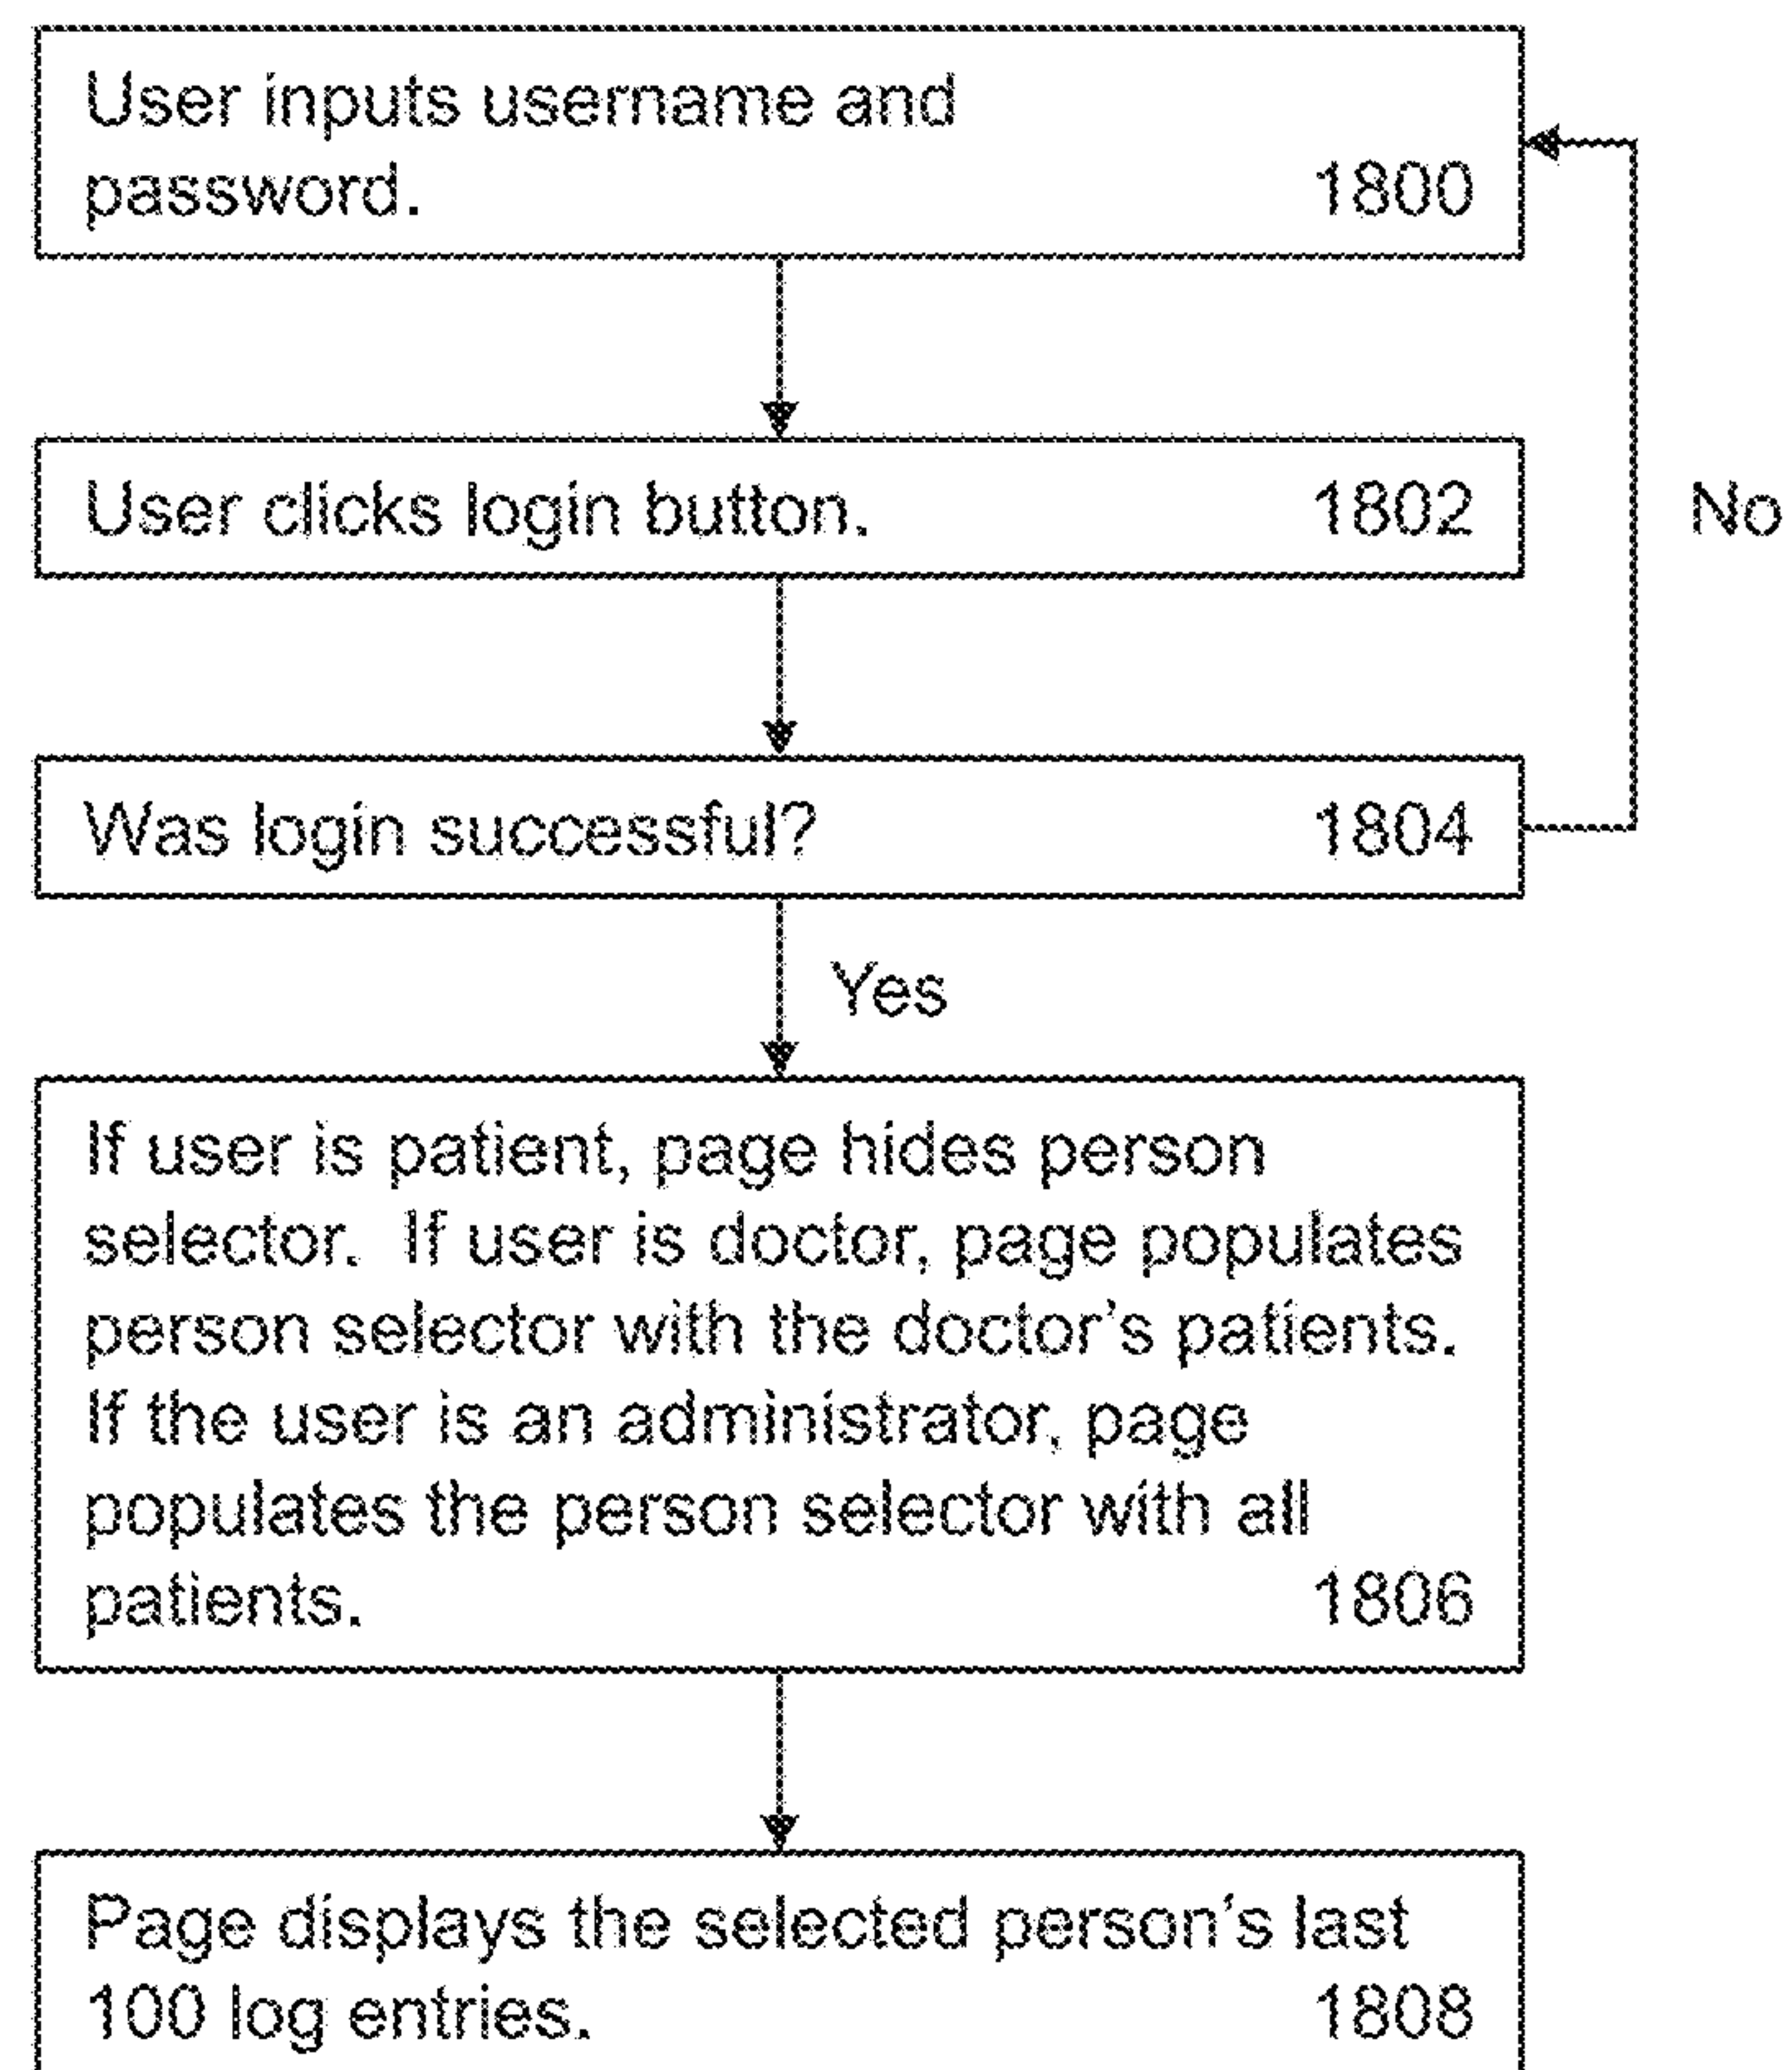 User inputs username and
password. 1800
User clicks login button. 1802
No
Was login successful? 1804
Yes
If user is patient, page hides person
selector. If user is doctor, page populates
person selector with the doctor's patients.
If the user is an administrator, page
populates the person selector with all
patients. 1806
Page displays the selected person's last
100 log entries. 1808